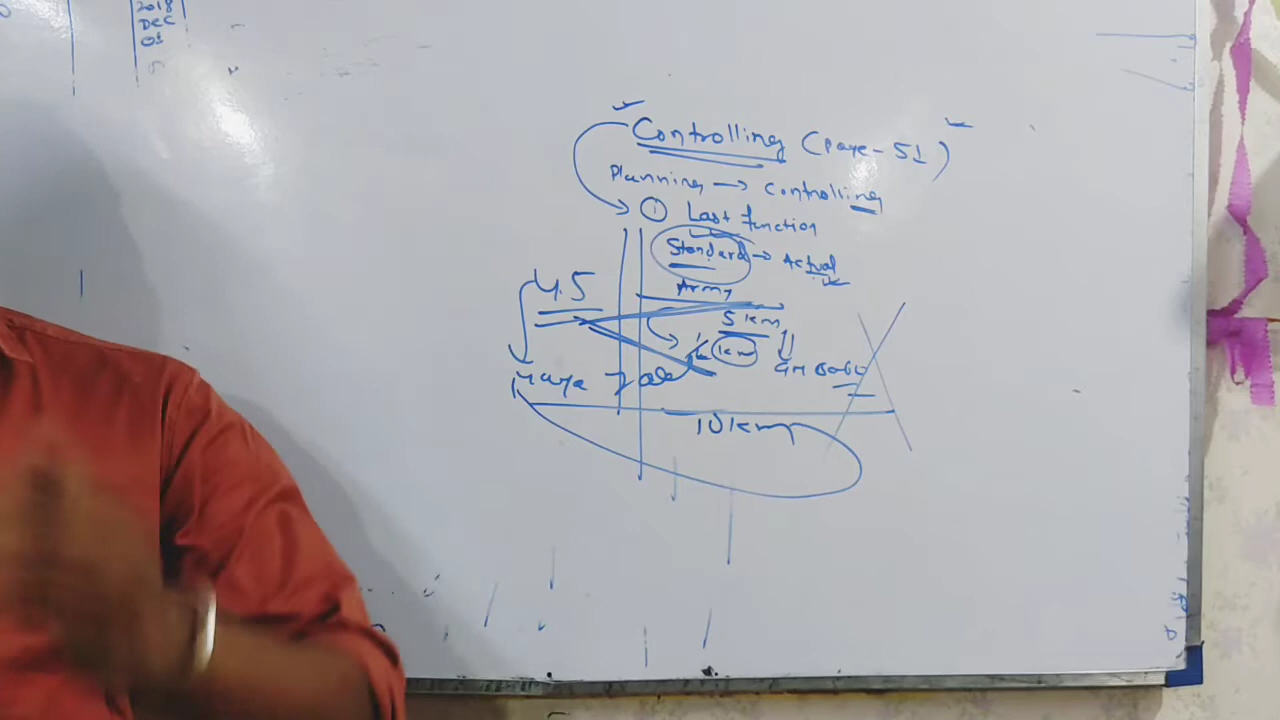 2018
DEC
01
Controlling (Page-51)
Planning → Controlling
① Last function
Standard → Actual
Army
4.5
5 km
km
10 km